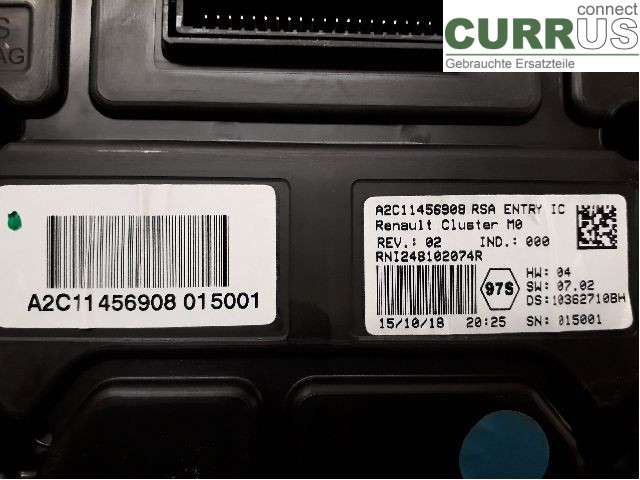 connect
CURRUS
Gebrauchte Ersatzteile
S
AG
A2C11456908 015001
A2C11456908 RSA ENTRY IC
Renault Cluster M0
REV.: 02 IND.: 000
RNI248102074R
97S
HW: 04
SW: 07.02
DS:10362710BH
15/10/18 20:25 SN: 015001